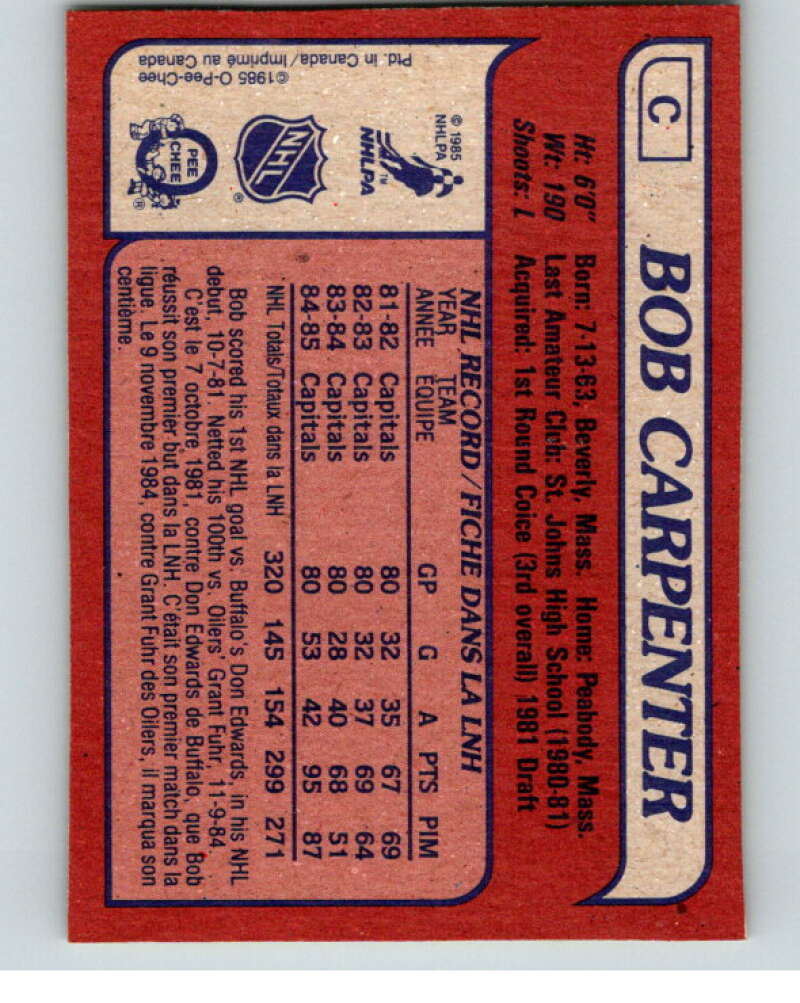 C
BOB CARPENTER
Ht: 6'0" Born: 7-13-63, Beverly, Mass. Home: Peabody, Mass.
Wt: 190 Last Amateur Club: St. Johns High School (1980-81)
Shoots: L Acquired: 1st Round Coice (3rd overall) 1981 Draft
© 1985
NHLPA
NHLPA™
NHL®
O PEE CHEE®
©1985 O-Pee-Chee
Ptd. in Canada/Imprimé au Canada
NHL RECORD/FICHE DANS LA LNH
YEAR TEAM
ANNÉE ÉQUIPE GP G A PTS PIM
81-82 Capitals 80 32 35 67 69
82-83 Capitals 80 32 37 69 64
83-84 Capitals 80 28 40 68 51
84-85 Capitals 80 53 42 95 87
NHL Totals/Totaux dans la LNH 320 145 154 299 271
Bob scored his 1st NHL goal vs. Buffalo's Don Edwards, in his NHL
debut, 10-7-81. Netted his 100th vs. Oilers' Grant Fuhr, 11-9-84.
C'est le 7 octobre 1981, contre Don Edwards de Buffalo, que Bob
réussit son premier but dans la LNH. C'était son premier match dans la
ligue. Le 9 novembre 1984, contre Grant Fuhr des Oilers, il marqua son
centième.